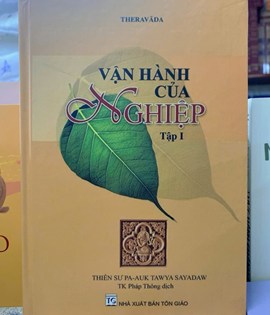 THERAVĀDA
VẬN HÀNH
CỦA
NGHIỆP
Tập I
THIỀN SƯ PA-AUK TAWYA SAYADAW
TK Pháp Thông dịch
NHÀ XUẤT BẢN TÔN GIÁO